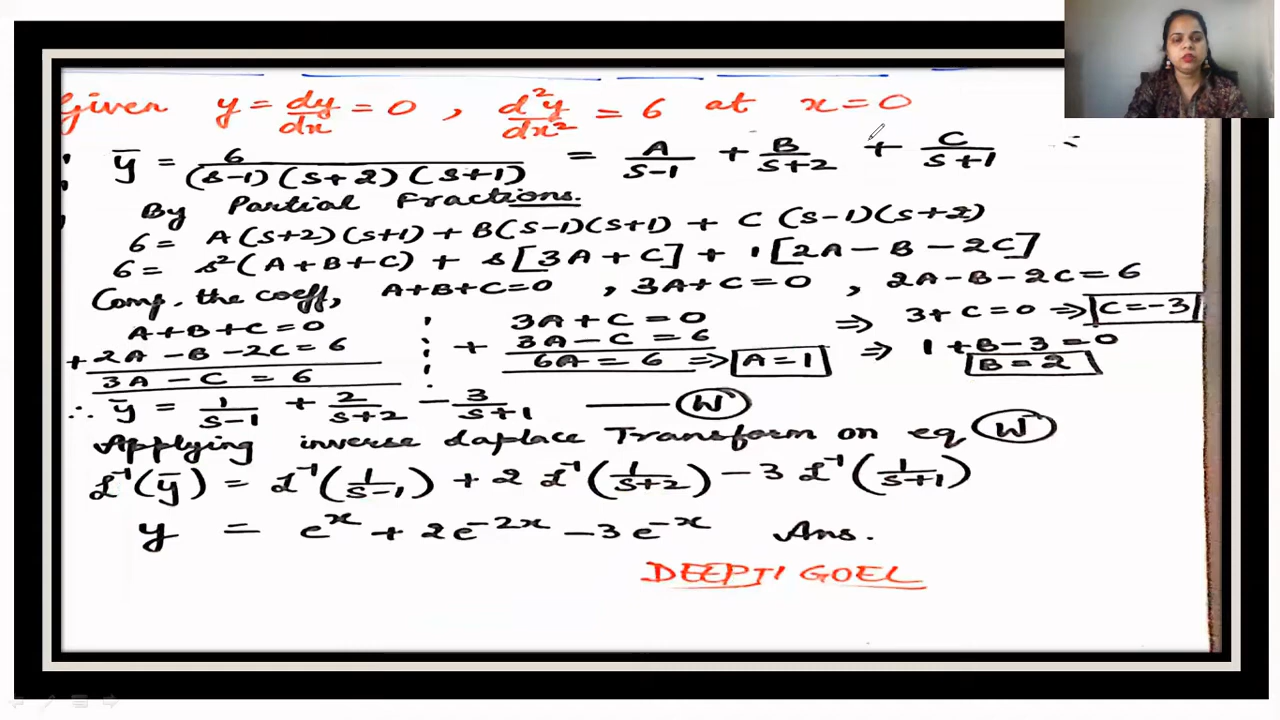 Given y = dy/dx = 0 , d²y/dx² = 6 at x = 0
ȳ = 6/((s-1)(s+2)(s+1)) = A/(s-1) + B/(s+2) + C/(s+1)
By Partial Fractions.
6 = A(s+2)(s+1) + B(s-1)(s+1) + C (s-1)(s+2)
6 = s²(A+B+C) + s[3A+C] + 1[2A-B-2C]
Comp. the coeff, A+B+C=0 , 3A+C=0 , 2A-B-2C=6
A+B+C=0 3A+C=0 ⇒ 3+C=0 ⇒ C=-3
+ 2A-B-2C=6 + 3A-C=6 ⇒ 1+B-3=0
3A-C=6 6A=6 ⇒ A=1 B=2
∴ ȳ = 1/(s-1) + 2/(s+2) - 3/(s+1) — W
Applying inverse Laplace Transform on eq W
L⁻¹(ȳ) = L⁻¹(1/(s-1)) + 2 L⁻¹(1/(s+2)) - 3 L⁻¹(1/(s+1))
y = eˣ + 2e⁻²ˣ - 3e⁻ˣ Ans.
DEEPTI GOEL